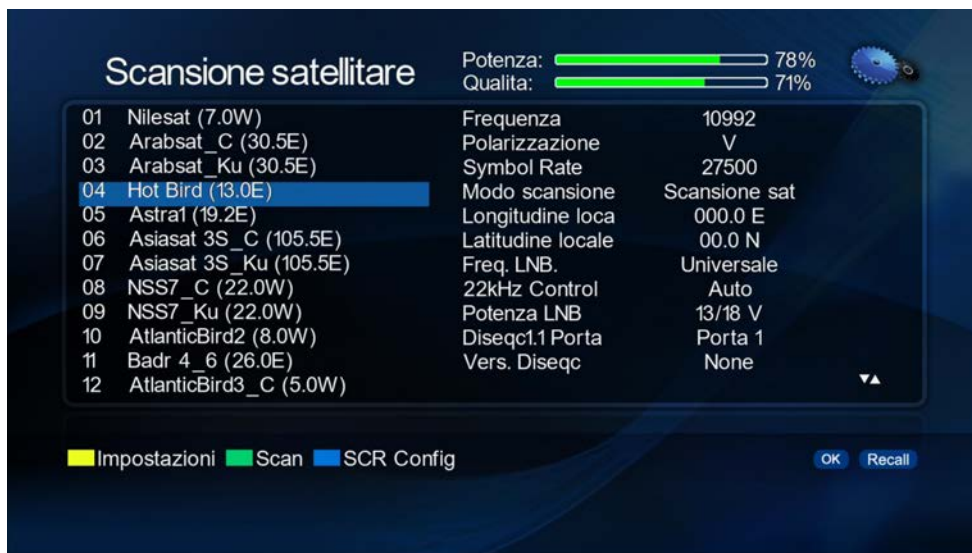 Scansione satellitare
Potenza: 78%
Qualita: 71%
01 Nilesat (7.0W)
02 Arabsat_C (30.5E)
03 Arabsat_Ku (30.5E)
04 Hot Bird (13.0E)
05 Astra1 (19.2E)
06 Asiasat 3S_C (105.5E)
07 Asiasat 3S_Ku (105.5E)
08 NSS7_C (22.0W)
09 NSS7_Ku (22.0W)
10 AtlanticBird2 (8.0W)
11 Badr 4_6 (26.0E)
12 AtlanticBird3_C (5.0W)
Frequenza 10992
Polarizzazione V
Symbol Rate 27500
Modo scansione Scansione sat
Longitudine loca 000.0 E
Latitudine locale 00.0 N
Freq. LNB. Universale
22kHz Control Auto
Potenza LNB 13/18 V
Diseqc1.1 Porta Porta 1
Vers. Diseqc None
Impostazioni Scan SCR Config
OK Recall